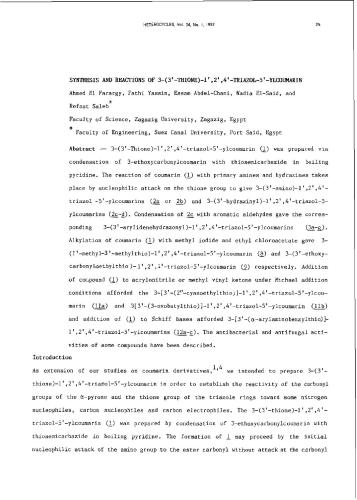 HETEROCYCLES, Vol. 34, No. 1, 1992
SYNTHESIS AND REACTIONS OF 3-(3'-THIONE)-1',2',4'-TRIAZOL-5'-YLCOUMARIN
Ahmed El Farargy, Fathi Yassin, Essam Abdel-Ghani, Nadia El-Said, and
Refaat Saleh*
Faculty of Science, Zagazig University, Zagazig, Egypt
* Faculty of Engineering, Suez Canal University, Port Said, Egypt
Abstract — 3-(3'-Thione)-1',2',4'-triazol-5'-ylcoumarin (1) was prepared via
condensation of 3-ethoxycarbonylcoumarin with thiosemicarbazide in boiling
pyridine. The reaction of coumarin (1) with primary amines and hydrazines takes
place by nucleophilic attack on the thione group to give 3-(3'-amino)-1',2',4'-
triazol -5'-ylcoumarins (2a or 2b) and 3-(3'-hydrazinyl)-1',2',4'-triazol-5-
ylcoumarins (2c-d). Condensation of 2c with aromatic aldehydes gave the corres-
ponding 3-(3'-arylidenehydrazonyl)-1',2',4'-triazol-5'-ylcoumarins (3a-g).
Alkylation of coumarin (1) with methyl iodide and ethyl chloroacetate gave 3-
(1'-methyl-3'-methylthio)-1',2',4'-triazol-5'-ylcoumarin (8) and 3-(3'-ethoxy-
carbonylmethylthio)-1',2',4'-triazol-5'-ylcoumarin (9) respectively. Addition
of compound (1) to acrylonitrile or methyl vinyl ketone under Michael addition
conditions afforded the 3-[3'-(2"-cyanoethylthio)]-1',2',4'-triazol-5'-ylcou-
marin (11a) and 3[3'-(3-oxobutylthio)]-1',2',4'-triazol-5'-ylcoumarin (11b)
and addition of (1) to Schiff bases afforded 3-[3'-(α-arylaminobenzylthio)]-
1',2',4'-triazol-5'-ylcoumarins (12a-c). The antibacterial and antifungal acti-
vities of some compounds have been described.
Introduction
As extension of our studies on coumarin derivatives,1,4 we intended to prepare 3-(3'-
thione)-1',2',4'-triazol-5'-ylcoumarin in order to establish the reactivity of the carbonyl
groups of the α-pyrone and the thione group of the triazole rings toward some nitrogen
nucleophiles, carbon nucleophiles and carbon electrophiles. The 3-(3'-thione)-1',2',4'-
triazol-5'-ylcoumarin (1) was prepared by condensation of 3-ethoxycarbonylcoumarin with
thiosemicarbazide in boiling pyridine. The formation of 1 may proceed by the initial
nucleophilic attack of the amino group to the ester carbonyl without attack at the carbonyl